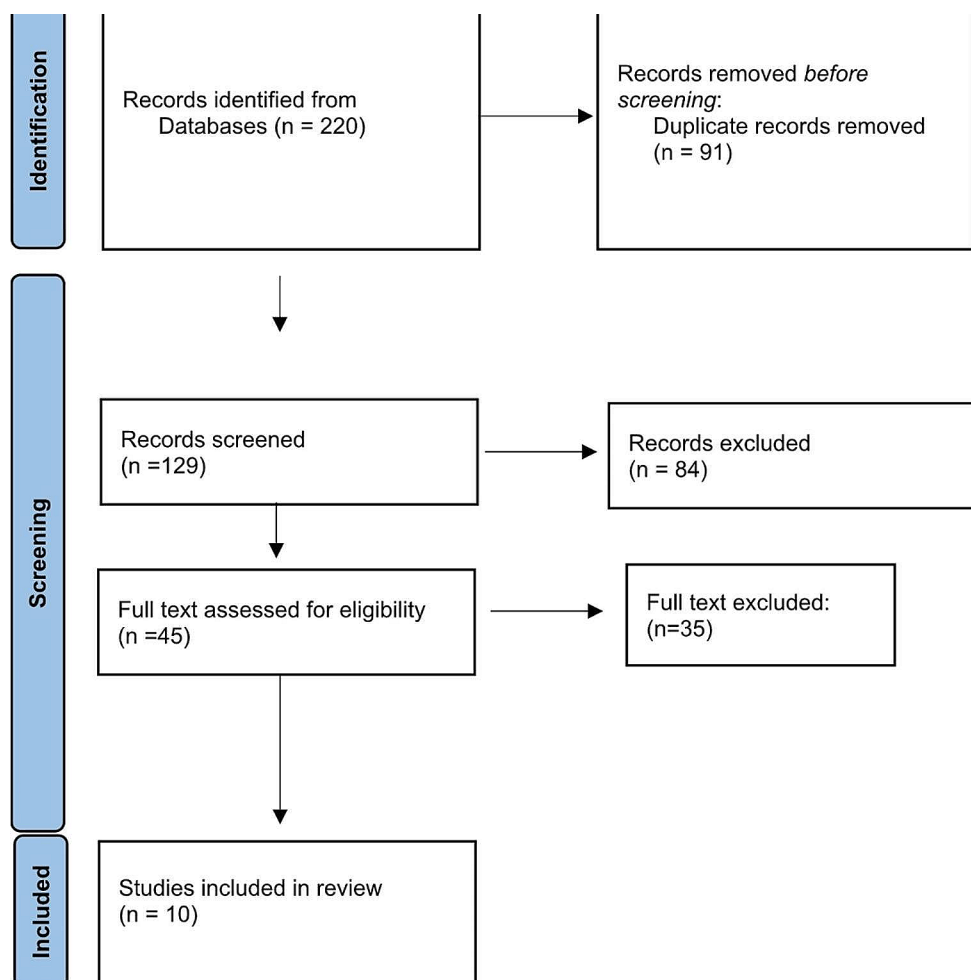 Identification
Records identified from
Databases (n = 220)
Records removed before
screening:
Duplicate records removed
(n = 91)
Screening
Records screened
(n =129)
Records excluded
(n = 84)
Full text assessed for eligibility
(n =45)
Full text excluded:
(n=35)
Included
Studies included in review
(n = 10)